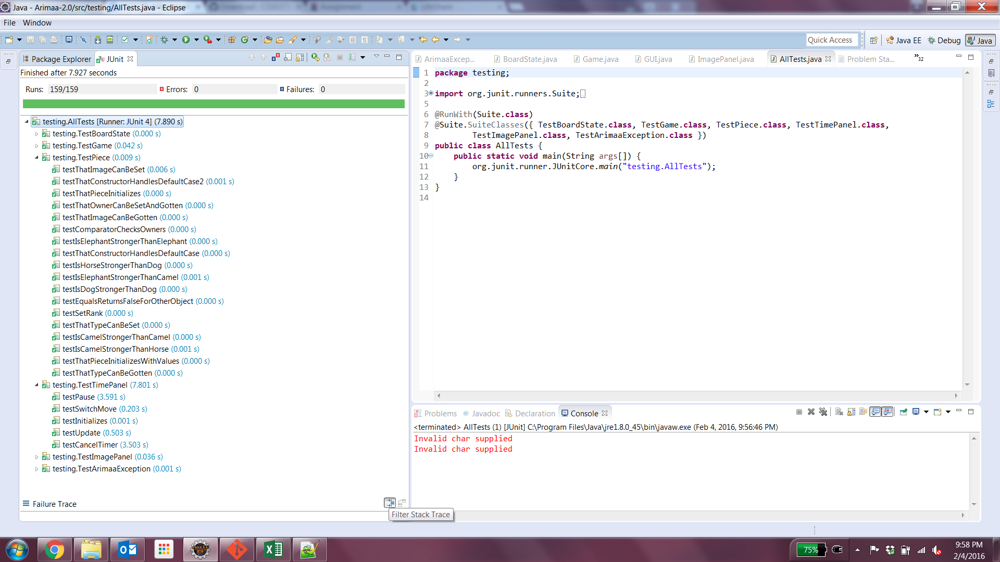 Java - Arimaa-2.0/src/testing/AllTests.java - Eclipse
File Window
Quick Access
Java EE
Debug
Java
Package Explorer
JUnit
Finished after 7.927 seconds
Runs: 159/159 Errors: 0 Failures: 0
testing.AllTests [Runner: JUnit 4] (7.890 s)
testing.TestBoardState (0.000 s)
testing.TestGame (0.042 s)
testing.TestPiece (0.009 s)
testThatImageCanBeSet (0.006 s)
testThatConstructorHandlesDefaultCase2 (0.001 s)
testThatPieceInitializes (0.000 s)
testThatOwnerCanBeSetAndGotten (0.000 s)
testThatImageCanBeGotten (0.000 s)
testComparatorChecksOwners (0.000 s)
testIsElephantStrongerThanElephant (0.000 s)
testThatConstructorHandlesDefaultCase (0.000 s)
testIsHorseStrongerThanDog (0.000 s)
testIsElephantStrongerThanCamel (0.001 s)
testIsDogStrongerThanDog (0.000 s)
testEqualsReturnsFalseForOtherObject (0.000 s)
testSetRank (0.000 s)
testThatTypeCanBeSet (0.000 s)
testIsCamelStrongerThanCamel (0.000 s)
testIsCamelStrongerThanHorse (0.001 s)
testThatPieceInitializesWithValues (0.000 s)
testThatTypeCanBeGotten (0.000 s)
testing.TestTimePanel (7.801 s)
testPause (3.591 s)
testSwitchMove (0.203 s)
testInitializes (0.001 s)
testUpdate (0.503 s)
testCancelTimer (3.503 s)
testing.TestImagePanel (0.036 s)
testing.TestArimaaException (0.001 s)
Failure Trace
Filter Stack Trace
ArimaaExcep... BoardState.java Game.java GUI.java ImagePanel.java AllTests.java Problem Sta... »32
1 package testing;
2
3 import org.junit.runners.Suite;
5
6 @RunWith(Suite.class)
7 @Suite.SuiteClasses({ TestBoardState.class, TestGame.class, TestPiece.class, TestTimePanel.class,
8 TestImagePanel.class, TestArimaaException.class })
9 public class AllTests {
10 public static void main(String args[]) {
11 org.junit.runner.JUnitCore.main("testing.AllTests");
12 }
13 }
14
Problems @ Javadoc Declaration Console
<terminated> AllTests (1) [JUnit] C:\Program Files\Java\jre1.8.0_45\bin\javaw.exe (Feb 4, 2016, 9:56:46 PM)
Invalid char supplied
Invalid char supplied
Java EE
IDE
75%
9:58 PM
2/4/2016